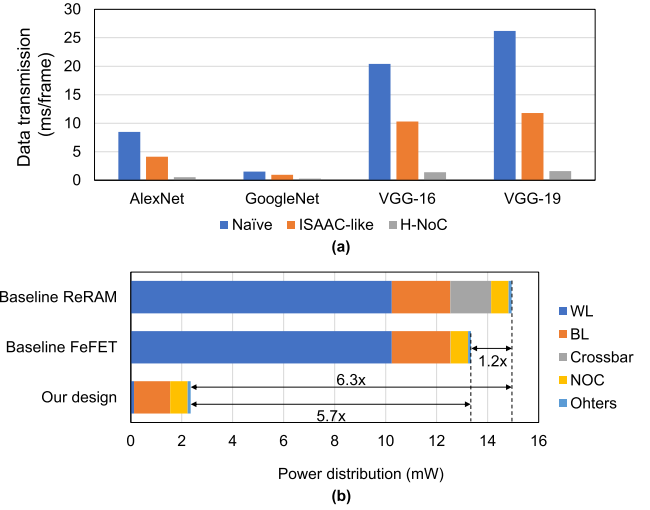 (a)
30
25
20
15
10
5
0
Data transmission
(ms/frame)
AlexNet GoogleNet VGG-16 VGG-19
Naïve ISAAC-like H-NoC
(a)
Baseline ReRAM
Baseline FeFET
Our design
1.2x
6.3x
5.7x
WL
BL
Crossbar
NOC
Ohters
0 2 4 6 8 10 12 14 16
Power distribution (mW)
(b)